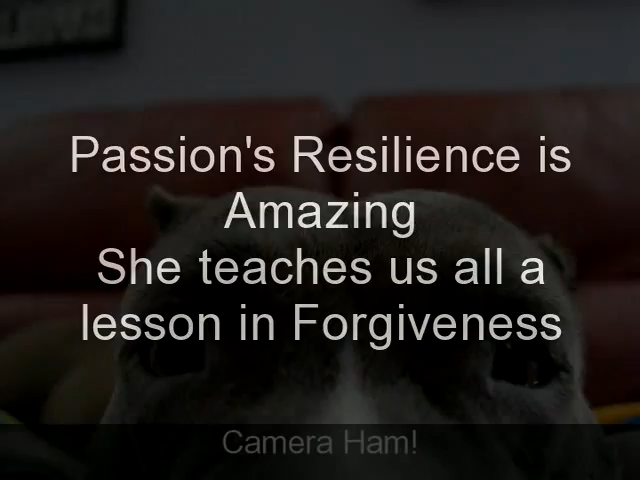 Passion's Resilience is
Amazing
She teaches us all a
lesson in Forgiveness
Camera Ham!